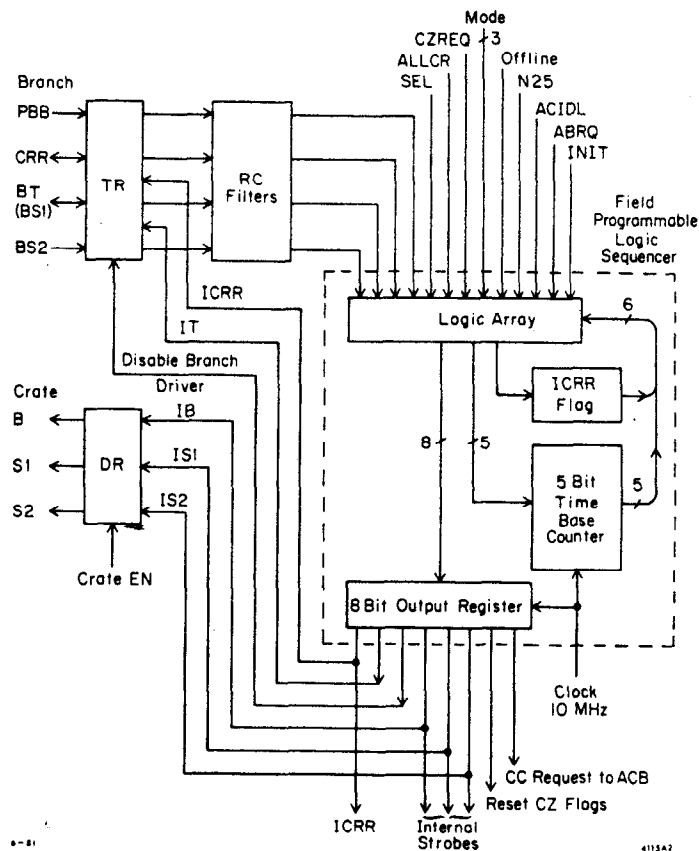 Mode
CZREQ 3
ALLCR Offline
SEL N25
ACIDL
ABRQ
INIT
Branch
PBB
CRR
BT
(BS1)
BS2
TR
RC
Filters
Field
Programmable
Logic
Sequencer
ICRR
IT
Disable Branch
Driver
Logic Array
6
ICRR
Flag
8 5
5 Bit
Time
Base
Counter
5
Crate
B
S1
S2
DR
IB
IS1
IS2
Crate EN
8 Bit Output Register
Clock
10 MHz
CC Request to ACB
Reset CZ Flags
ICRR
Internal
Strobes
6-81
4113A2